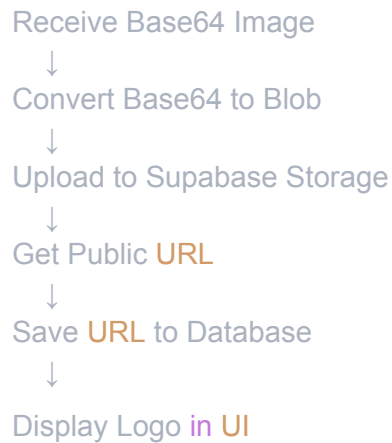 Receive Base64 Image
↓
Convert Base64 to Blob
↓
Upload to Supabase Storage
↓
Get Public URL
↓
Save URL to Database
↓
Display Logo in UI